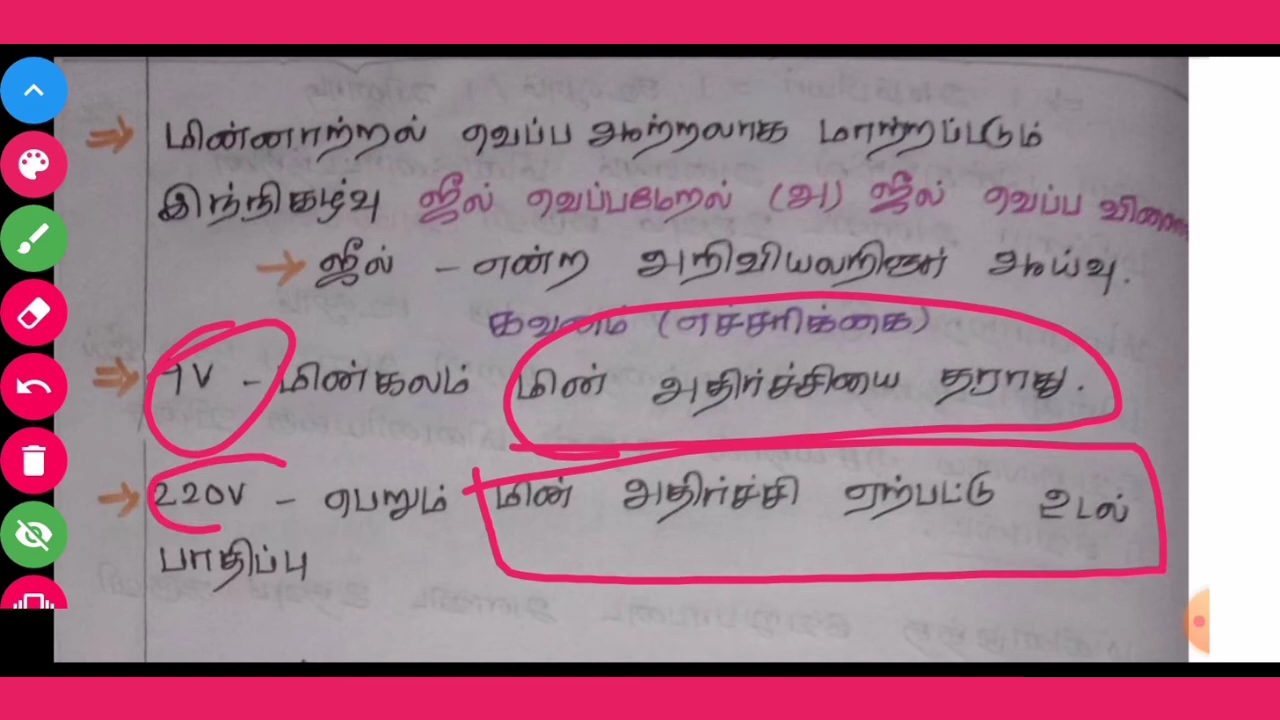 ⇒ மின்னாற்றல் வெப்ப ஆற்றலாக மாற்றப்படும்
இந்நிகழ்வு ஜீல் வெப்பமேறல் (அ) ஜீல் வெப்ப
→ ஜீல் - என்ற அறிவியலறிஞர் ஆய்வு.
கவனம் (எச்சரிக்கை)
⇒ 9V - மின்கலம் மின் அதிர்ச்சியை தராது.
→ 220V - பெறும் மின் அதிர்ச்சி ஏற்பட்டு உடல்
பாதிப்பு